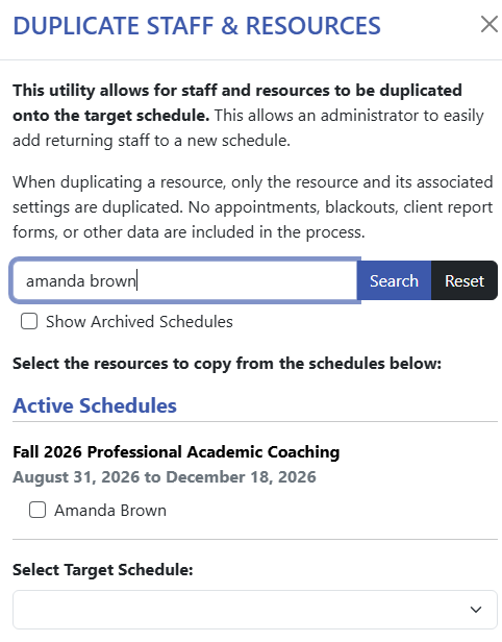 DUPLICATE STAFF & RESOURCES
This utility allows for staff and resources to be duplicated
onto the target schedule. This allows an administrator to easily
add returning staff to a new schedule.
When duplicating a resource, only the resource and its associated
settings are duplicated. No appointments, blackouts, client report
forms, or other data are included in the process.
amanda brown
Search
Reset
Show Archived Schedules
Select the resources to copy from the schedules below:
Active Schedules
Fall 2026 Professional Academic Coaching
August 31, 2026 to December 18, 2026
Amanda Brown
Select Target Schedule: